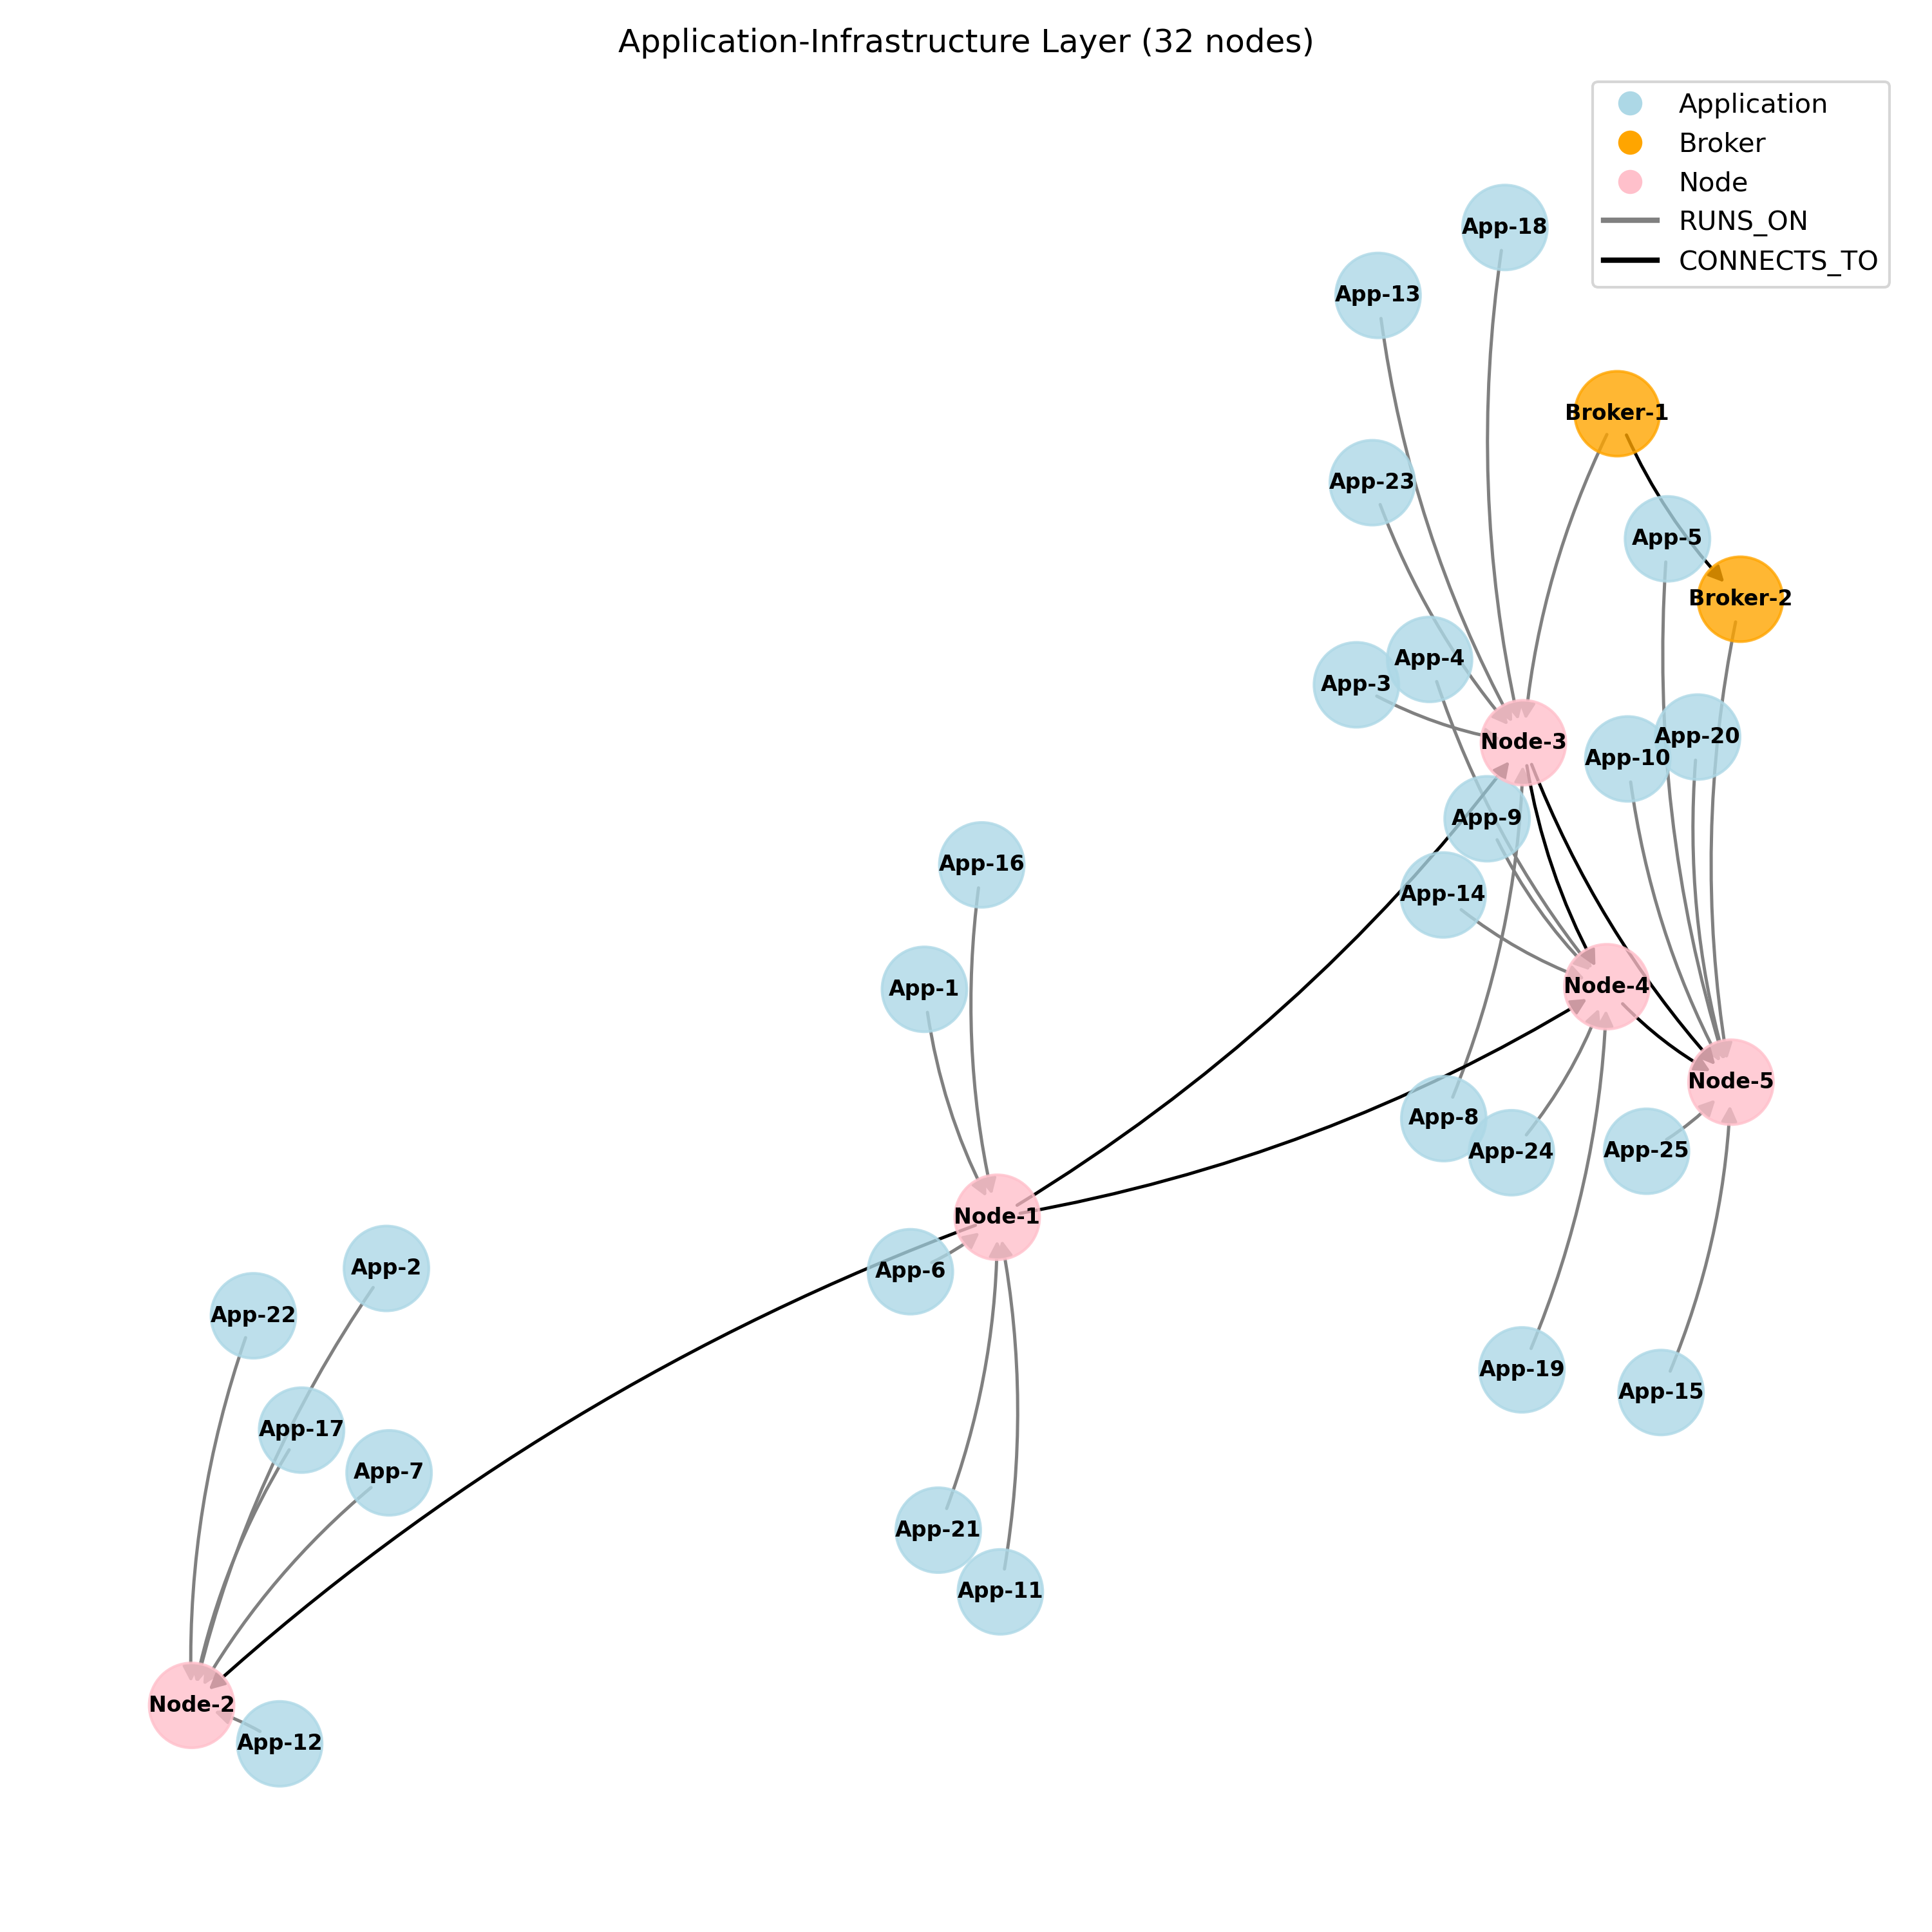 Application-Infrastructure Layer (32 nodes)
Application
Broker
Node
RUNS_ON
CONNECTS_TO
App-18
App-13
Broker-1
App-23
App-5
Broker-2
App-4
App-3
App-20
Node-3
App-10
App-9
App-16
App-14
Node-4
App-1
Node-5
App-8
App-25
App-24
Node-1
App-2
App-6
App-22
App-19
App-15
App-17
App-7
App-21
App-11
Node-2
App-12